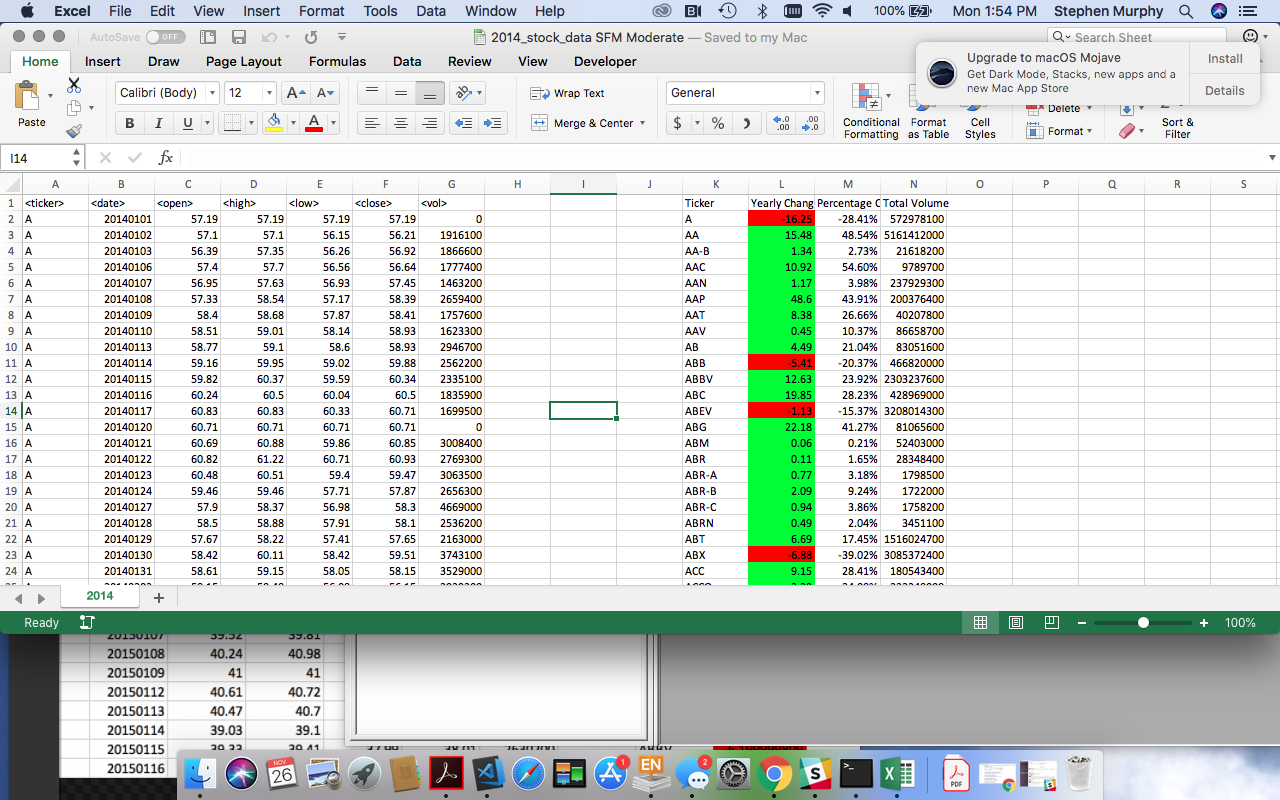 Excel File Edit View Insert Format Tools Data Window Help 100% Mon 1:54 PM Stephen Murphy
AutoSave OFF 2014_stock_data SFM Moderate — Saved to my Mac Search Sheet
Home Insert Draw Page Layout Formulas Data Review View Developer
Upgrade to macOS Mojave
Get Dark Mode, Stacks, new apps and a
new Mac App Store
Install
Details
Paste
Calibri (Body) 12 A A Wrap Text General
B I U A Merge & Center $ % Conditional Formatting Format as Table Cell Styles Delete Format Sort & Filter
I14 fx
A B C D E F G H I J K L M N O P Q R S
1 <ticker> <date> <open> <high> <low> <close> <vol> Ticker Yearly Chang Percentage C Total Volume
2 A 20140101 57.19 57.19 57.19 57.19 0 A -16.25 -28.41% 572978100
3 A 20140102 57.1 57.1 56.15 56.21 1916100 AA 15.48 48.54% 5161412000
4 A 20140103 56.39 57.35 56.26 56.92 1866600 AA-B 1.34 2.73% 21618200
5 A 20140106 57.4 57.7 56.56 56.64 1777400 AAC 10.92 54.60% 9789700
6 A 20140107 56.95 57.63 56.93 57.45 1463200 AAN 1.17 3.98% 237929300
7 A 20140108 57.33 58.54 57.17 58.39 2659400 AAP 48.6 43.91% 200376400
8 A 20140109 58.4 58.68 57.87 58.41 1757600 AAT 8.38 26.66% 40207800
9 A 20140110 58.51 59.01 58.14 58.93 1623300 AAV 0.45 10.37% 86658700
10 A 20140113 58.77 59.1 58.6 58.93 2946700 AB 4.49 21.04% 83051600
11 A 20140114 59.16 59.95 59.02 59.88 2562200 ABB -5.41 -20.37% 466820000
12 A 20140115 59.82 60.37 59.59 60.34 2335100 ABBV 12.63 23.92% 2303237600
13 A 20140116 60.24 60.5 60.04 60.5 1835900 ABC 19.85 28.23% 428969000
14 A 20140117 60.83 60.83 60.33 60.71 1699500 ABEV -1.13 -15.37% 3208014300
15 A 20140120 60.71 60.71 60.71 60.71 0 ABG 22.18 41.27% 81065600
16 A 20140121 60.69 60.88 59.86 60.85 3008400 ABM 0.06 0.21% 52403000
17 A 20140122 60.82 61.22 60.71 60.93 2769300 ABR 0.11 1.65% 28348400
18 A 20140123 60.48 60.51 59.4 59.47 3063500 ABR-A 0.77 3.18% 1798500
19 A 20140124 59.46 59.46 57.71 57.87 2656300 ABR-B 2.09 9.24% 1722000
20 A 20140127 57.9 58.37 56.98 58.3 4669000 ABR-C 0.94 3.86% 1758200
21 A 20140128 58.5 58.88 57.91 58.1 2536200 ABRN 0.49 2.04% 3451100
22 A 20140129 57.67 58.22 57.41 57.65 2163000 ABT 6.69 17.45% 1516024700
23 A 20140130 58.42 60.11 58.42 59.51 3743100 ABX -6.88 -39.02% 3085372400
24 A 20140131 58.61 59.15 58.05 58.15 3529000 ACC 9.15 28.41% 180543400
2014 +
Ready 100%
20150107 39.52 39.81
20150108 40.24 40.98
20150109 41 41
20150112 40.61 40.72
20150113 40.47 40.7
20150114 39.03 39.1
20150115 39.33 39.41
20150116
NOV 26 1 EN 2 PDF